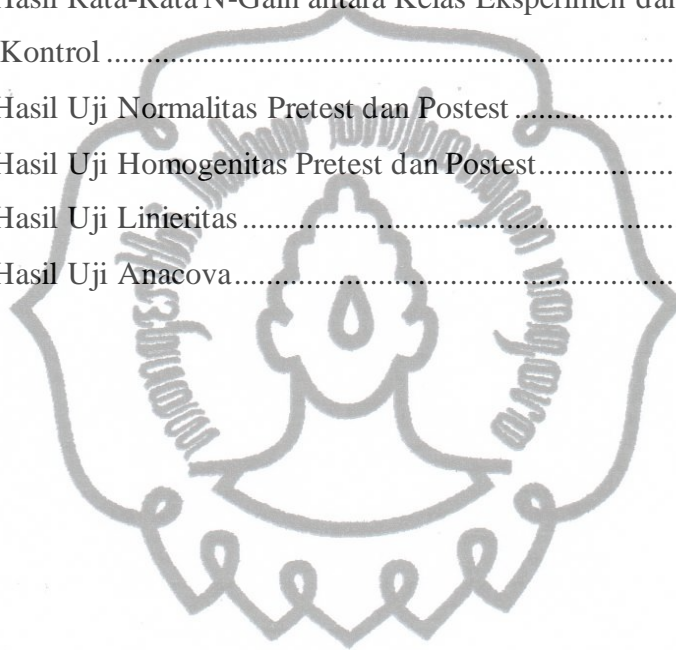 Hasil Rata-Rata N-Gain antara Kelas Eksperimen dan
Kontrol ................................................................................
Hasil Uji Normalitas Pretest dan Postest ......................
Hasil Uji Homogenitas Pretest dan Postest...................
Hasil Uji Linieritas ..........................................................
Hasil Uji Anacova............................................................